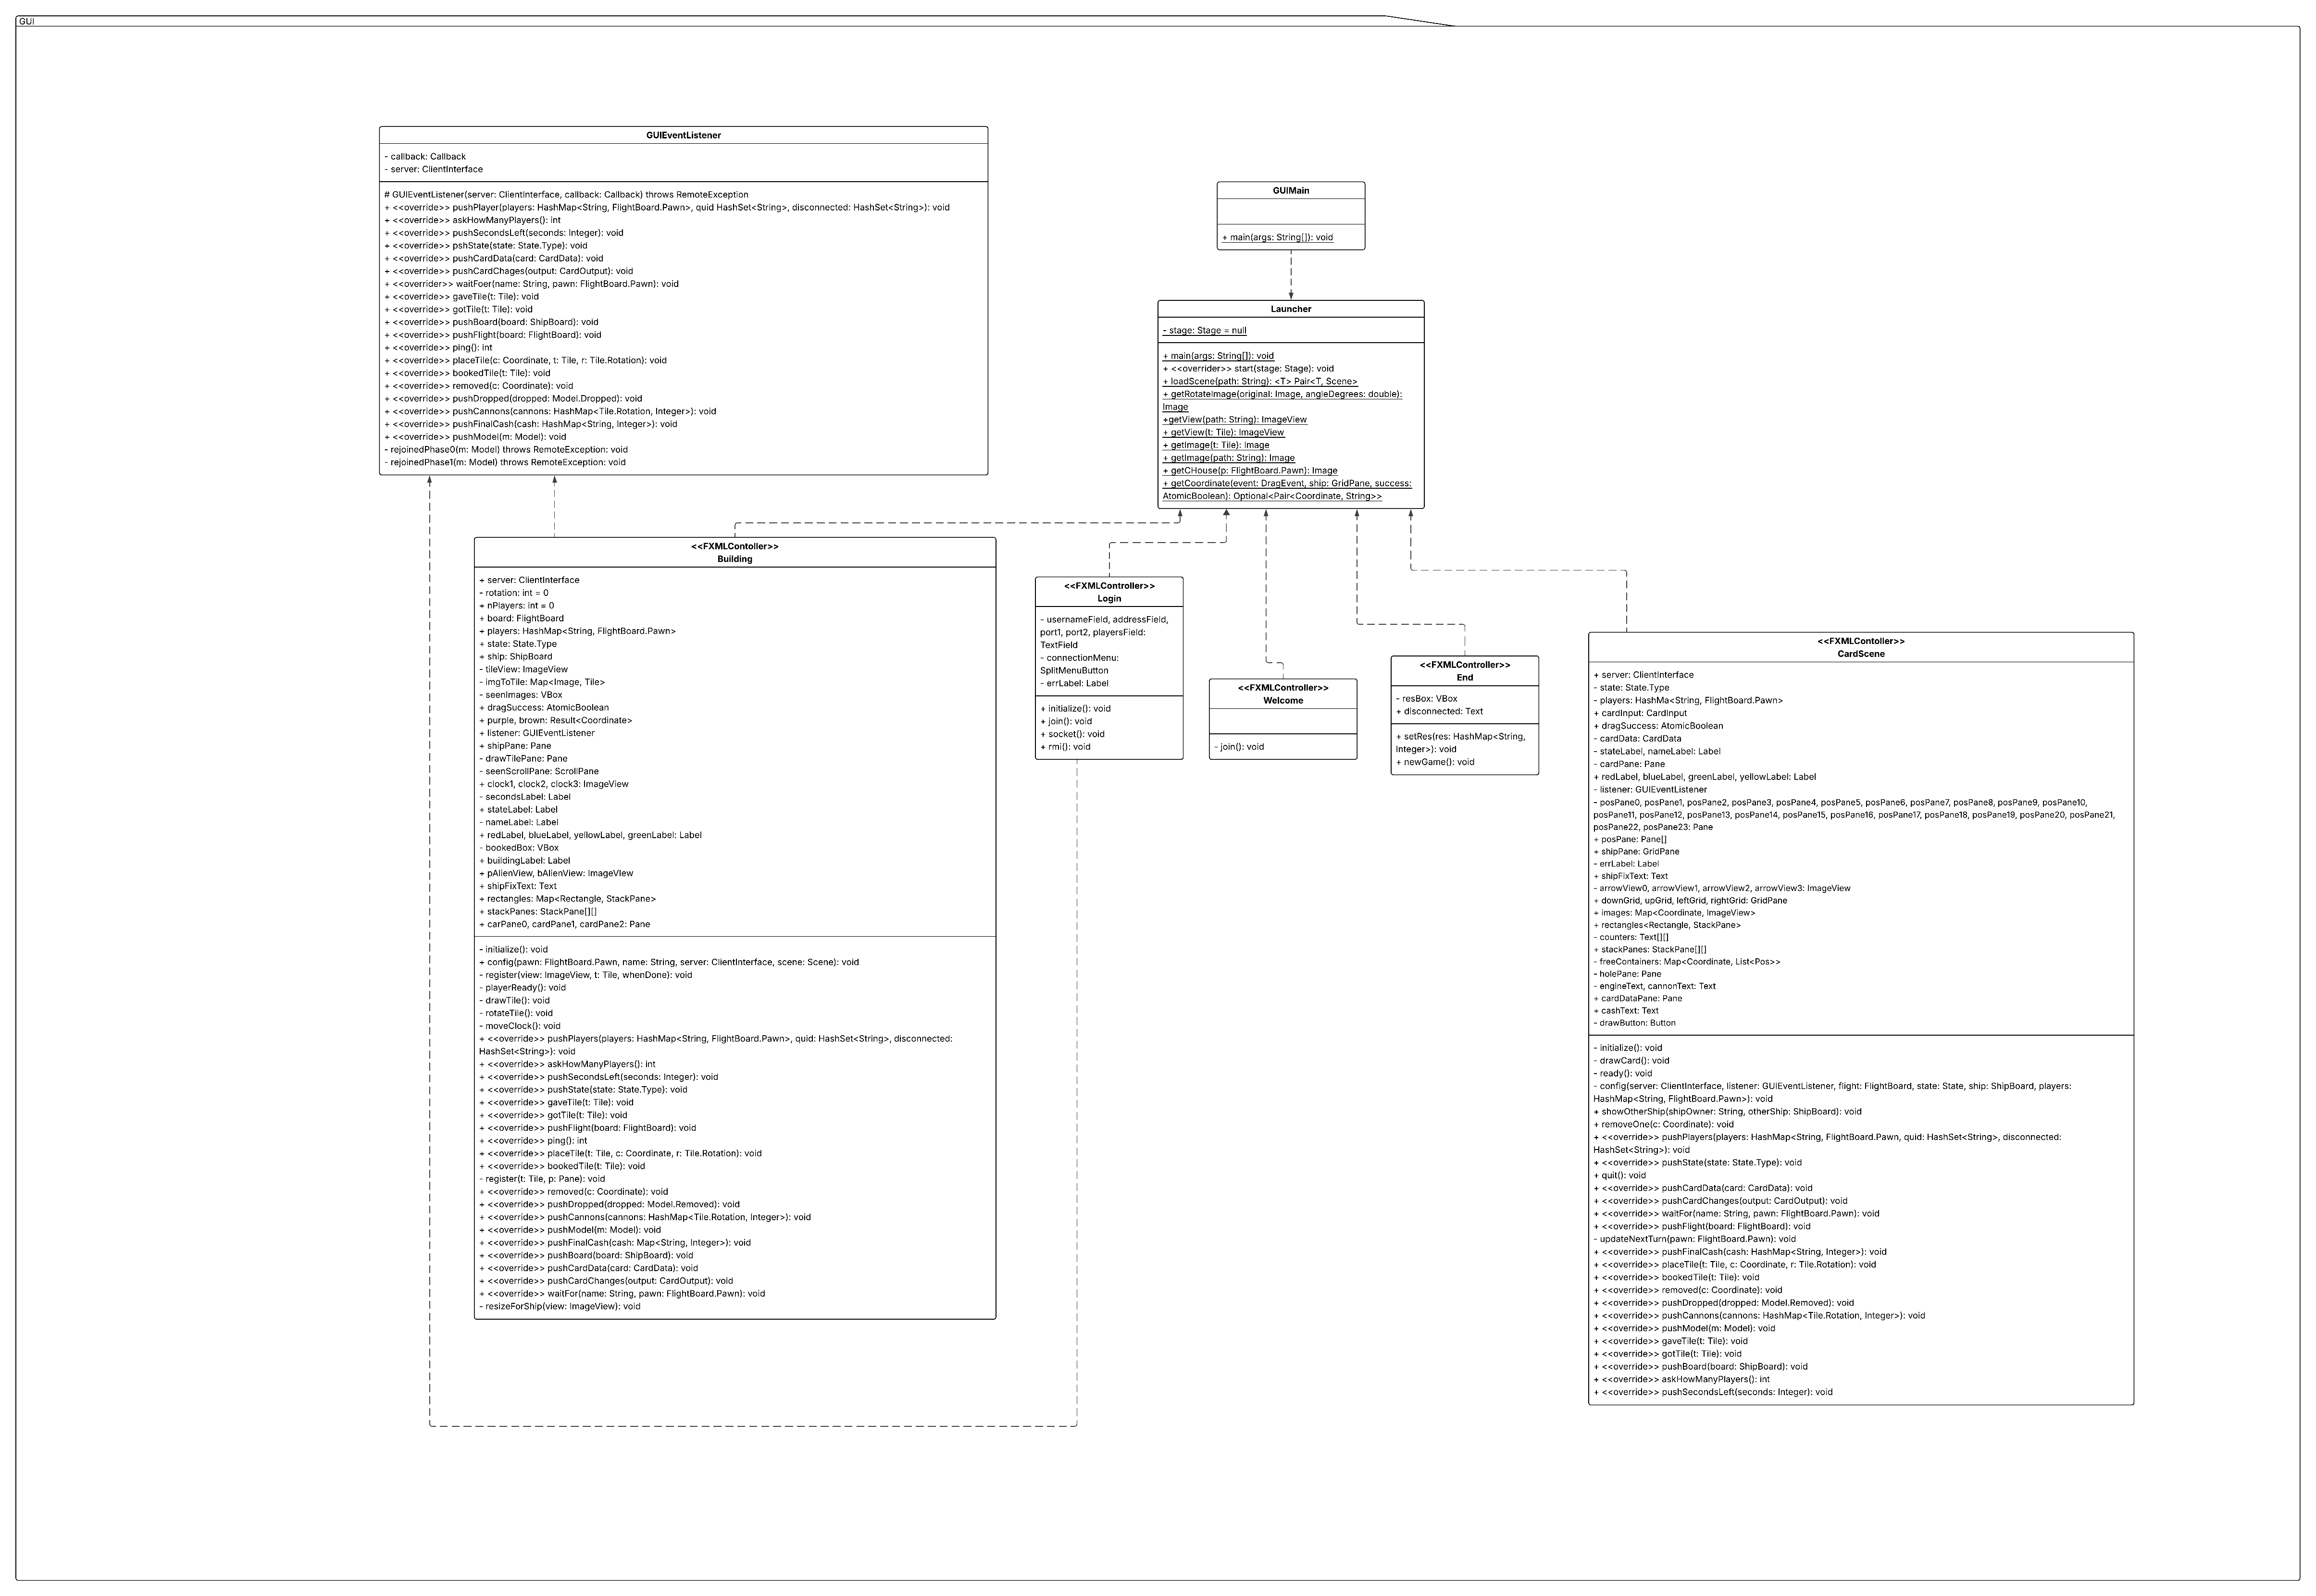 GUI
GUIEventListener
- callback: Callback
- server: ClientInterface
# GUIEventListener(server: ClientInterface, callback: Callback) throws RemoteException
+ <<override>> pushPlayer(players: HashMap<String, FlightBoard.Pawn>, quid HashSet<String>, disconnected: HashSet<String>): void
+ <<override>> askHowManyPlayers(): int
+ <<override>> pushSecondsLeft(seconds: Integer): void
+ <<override>> pshState(state: State.Type): void
+ <<override>> pushCardData(card: CardData): void
+ <<override>> pushCardChages(output: CardOutput): void
+ <<overrider>> waitFoer(name: String, pawn: FlightBoard.Pawn): void
+ <<override>> gaveTile(t: Tile): void
+ <<override>> gotTile(t: Tile): void
+ <<override>> pushBoard(board: ShipBoard): void
+ <<override>> pushFlight(board: FlightBoard): void
+ <<override>> ping(): int
+ <<override>> placeTile(c: Coordinate, t: Tile, r: Tile.Rotation): void
+ <<override>> bookedTile(t: Tile): void
+ <<override>> removed(c: Coordinate): void
+ <<override>> pushDropped(dropped: Model.Dropped): void
+ <<override>> pushCannons(cannons: HashMap<Tile.Rotation, Integer>): void
+ <<override>> pushFinalCash(cash: HashMap<String, Integer>): void
+ <<override>> pushModel(m: Model): void
- rejoinedPhase0(m: Model) throws RemoteException: void
- rejoinedPhase1(m: Model) throws RemoteException: void
GUIMain
+ main(args: String[]): void
Launcher
- stage: Stage = null
+ main(args: String[]): void
+ <<overrider>> start(stage: Stage): void
+ loadScene(path: String): <T> Pair<T, Scene>
+ getRotateImage(original: Image, angleDegrees: double):
Image
+getView(path: String): ImageView
+ getView(t: Tile): ImageView
+ getImage(t: Tile): Image
+ getImage(path: String): Image
+ getCHouse(p: FlightBoard.Pawn): Image
+ getCoordinate(event: DragEvent, ship: GridPane, success:
AtomicBoolean): Optional<Pair<Coordinate, String>>
<<FXMLContoller>>
Building
+ server: ClientInterface
- rotation: int = 0
+ nPlayers: int = 0
+ board: FlightBoard
+ players: HashMap<String, FlightBoard.Pawn>
+ state: State.Type
+ ship: ShipBoard
- tileView: ImageView
- imgToTile: Map<Image, Tile>
- seenImages: VBox
+ dragSuccess: AtomicBoolean
+ purple, brown: Result<Coordinate>
+ listener: GUIEventListener
+ shipPane: Pane
- drawTilePane: Pane
- seenScrollPane: ScrollPane
+ clock1, clock2, clock3: ImageView
- secondsLabel: Label
+ stateLabel: Label
- nameLabel: Label
+ redLabel, blueLabel, yellowLabel, greenLabel: Label
- bookedBox: VBox
+ buildingLabel: Label
+ pAlienView, bAlienView: ImageVIew
+ shipFixText: Text
+ rectangles: Map<Rectangle, StackPane>
+ stackPanes: StackPane[][]
+ carPane0, cardPane1, cardPane2: Pane
- initialize(): void
+ config(pawn: FlightBoard.Pawn, name: String, server: ClientInterface, scene: Scene): void
- register(view: ImageView, t: Tile, whenDone): void
- playerReady(): void
- drawTile(): void
- rotateTile(): void
- moveClock(): void
+ <<override>> pushPlayers(players: HashMap<String, FlightBoard.Pawn>, quid: HashSet<String>, disconnected:
HashSet<String>): void
+ <<override>> askHowManyPlayers(): int
+ <<override>> pushSecondsLeft(seconds: Integer): void
+ <<override>> pushState(state: State.Type): void
+ <<override>> gaveTile(t: Tile): void
+ <<override>> gotTile(t: Tile): void
+ <<override>> pushFlight(board: FlightBoard): void
+ <<override>> ping(): int
+ <<override>> placeTile(t: Tile, c: Coordinate, r: Tile.Rotation): void
+ <<override>> bookedTile(t: Tile): void
- register(t: Tile, p: Pane): void
+ <<override>> removed(c: Coordinate): void
+ <<override>> pushDropped(dropped: Model.Removed): void
+ <<override>> pushCannons(cannons: HashMap<Tile.Rotation, Integer>): void
+ <<override>> pushModel(m: Model): void
+ <<override>> pushFinalCash(cash: Map<String, Integer>): void
+ <<override>> pushBoard(board: ShipBoard): void
+ <<override>> pushCardData(card: CardData): void
+ <<override>> pushCardChanges(output: CardOutput): void
+ <<override>> waitFor(name: String, pawn: FlightBoard.Pawn): void
- resizeForShip(view: ImageView): void
<<FXMLController>>
Login
- usernameField, addressField,
port1, port2, playersField:
TextField
- connectionMenu:
SplitMenuButton
- errLabel: Label
+ initialize(): void
+ join(): void
+ socket(): void
+ rmi(): void
<<FXMLController>>
Welcome
- join(): void
<<FXMLController>>
End
- resBox: VBox
+ disconnected: Text
+ setRes(res: HashMap<String,
Integer>): void
+ newGame(): void
<<FXMLContoller>>
CardScene
+ server: ClientInterface
- state: State.Type
- players: HashMa<String, FlightBoard.Pawn>
+ cardInput: CardInput
+ dragSuccess: AtomicBoolean
- cardData: CardData
- stateLabel, nameLabel: Label
- cardPane: Pane
+ redLabel, blueLabel, greenLabel, yellowLabel: Label
- listener: GUIEventListener
- posPane0, posPane1, posPane2, posPane3, posPane4, posPane5, posPane6, posPane7, posPane8, posPane9, posPane10,
posPane11, posPane12, posPane13, posPane14, posPane15, posPane16, posPane17, posPane18, posPane19, posPane20, posPane21,
posPane22, posPane23: Pane
+ posPane: Pane[]
+ shipPane: GridPane
- errLabel: Label
+ shipFixText: Text
- arrowView0, arrowView1, arrowView2, arrowView3: ImageView
+ downGrid, upGrid, leftGrid, rightGrid: GridPane
+ images: Map<Coordinate, ImageView>
+ rectangles<Rectangle, StackPane>
- counters: Text[][]
+ stackPanes: StackPane[][]
- freeContainers: Map<Coordinate, List<Pos>>
- holePane: Pane
- engineText, cannonText: Text
+ cardDataPane: Pane
+ cashText: Text
- drawButton: Button
- initialize(): void
- drawCard(): void
- ready(): void
- config(server: ClientInterface, listener: GUIEventListener, flight: FlightBoard, state: State, ship: ShipBoard, players:
HashMap<String, FlightBoard.Pawn>): void
+ showOtherShip(shipOwner: String, otherShip: ShipBoard): void
+ removeOne(c: Coordinate): void
+ <<override>> pushPlayers(players: HashMap<String, FlightBoard.Pawn, quid: HashSet<String>, disconnected:
HashSet<String>): void
+ <<override>> pushState(state: State.Type): void
+ quit(): void
+ <<override>> pushCardData(card: CardData): void
+ <<override>> pushCardChanges(output: CardOutput): void
+ <<override>> waitFor(name: String, pawn: FlightBoard.Pawn): void
+ <<override>> pushFlight(board: FlightBoard): void
- updateNextTurn(pawn: FlightBoard.Pawn): void
+ <<override>> pushFinalCash(cash: HashMap<String, Integer>): void
+ <<override>> placeTile(t: Tile, c: Coordinate, r: Tile.Rotation): void
+ <<override>> bookedTile(t: Tile): void
+ <<override>> removed(c: Coordinate): void
+ <<override>> pushDropped(dropped: Model.Removed): void
+ <<override>> pushCannons(cannons: HashMap<Tile.Rotation, Integer>): void
+ <<override>> pushModel(m: Model): void
+ <<override>> gaveTile(t: Tile): void
+ <<override>> gotTile(t: Tile): void
+ <<override>> pushBoard(board: ShipBoard): void
+ <<override>> askHowManyPlayers(): int
+ <<override>> pushSecondsLeft(seconds: Integer): void